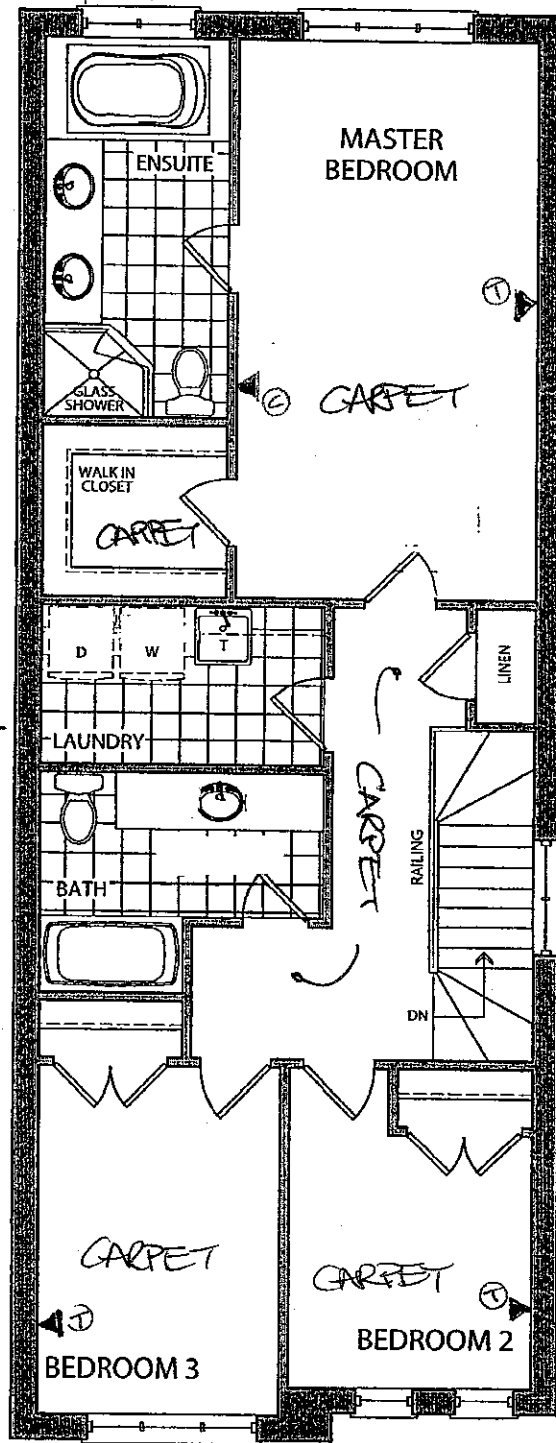 ENSUITE
MASTER
BEDROOM
T
GLASS
SHOWER
C
CARPET
WALK IN
CLOSET
CARPET
D
W
T
LINEN
LAUNDRY
CARPET
RAILING
BATH
DN
CARPET
CARPET
T
BEDROOM 2
BEDROOM 3